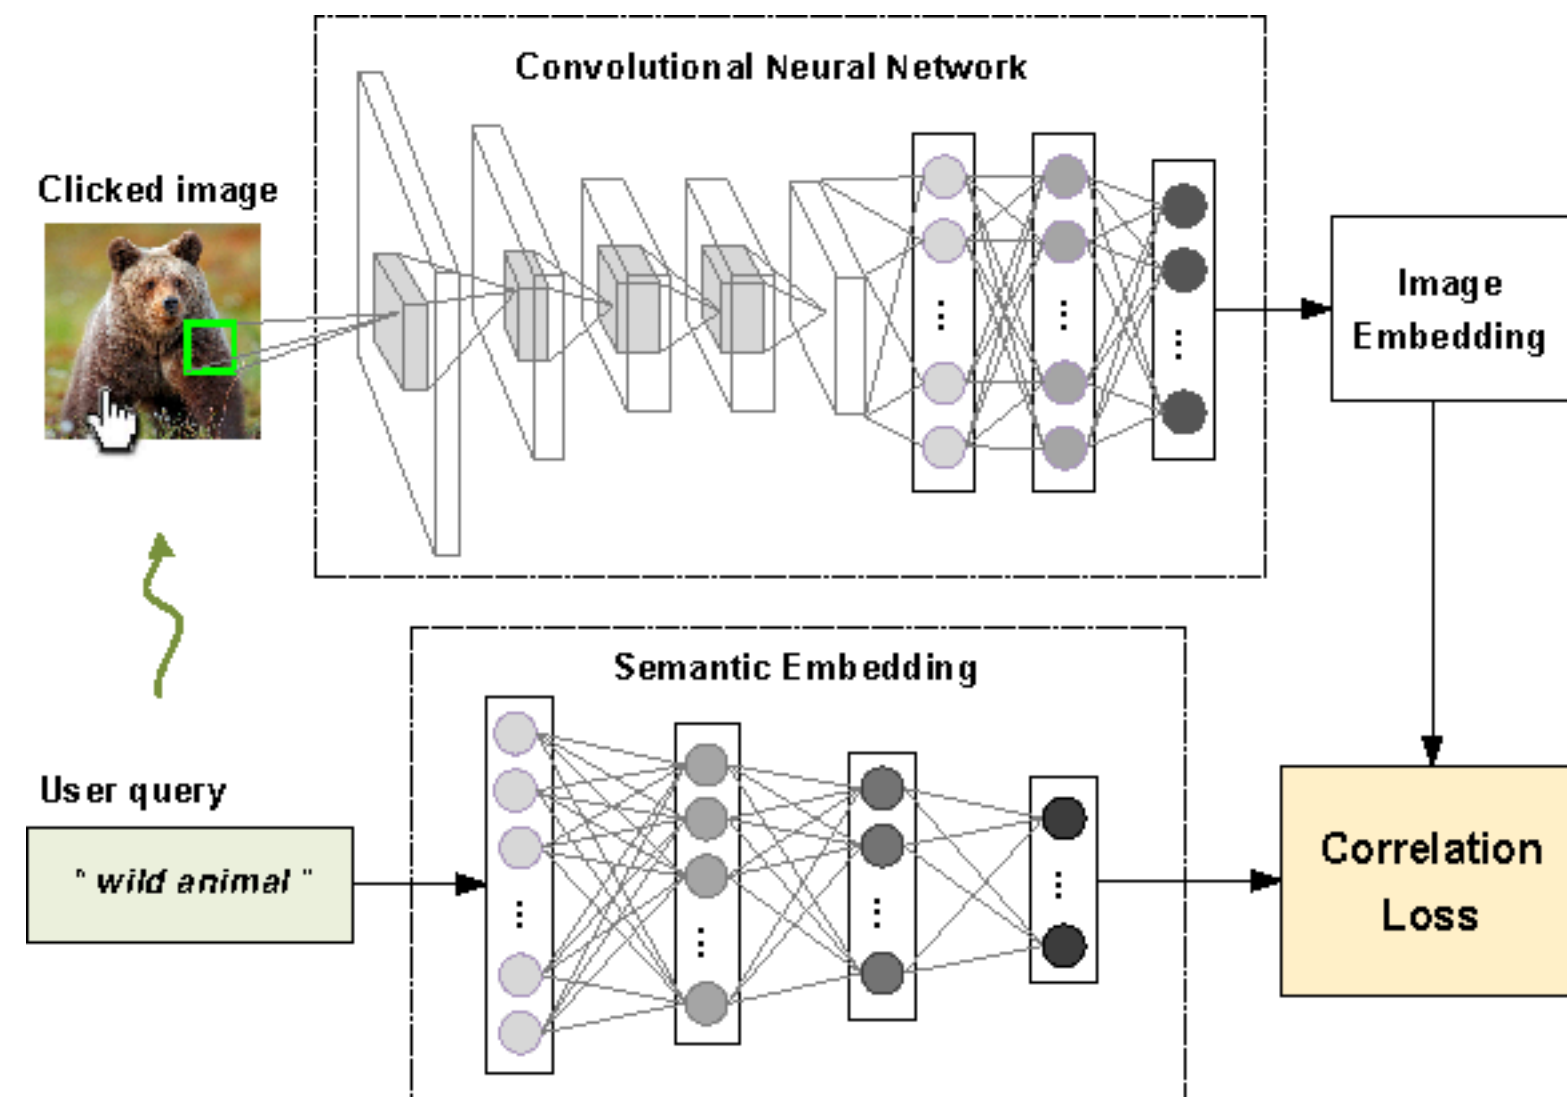 Convolutional Neural Network
Clicked image
Image
Embedding
Semantic Embedding
User query
" wild animal "
Correlation
Loss